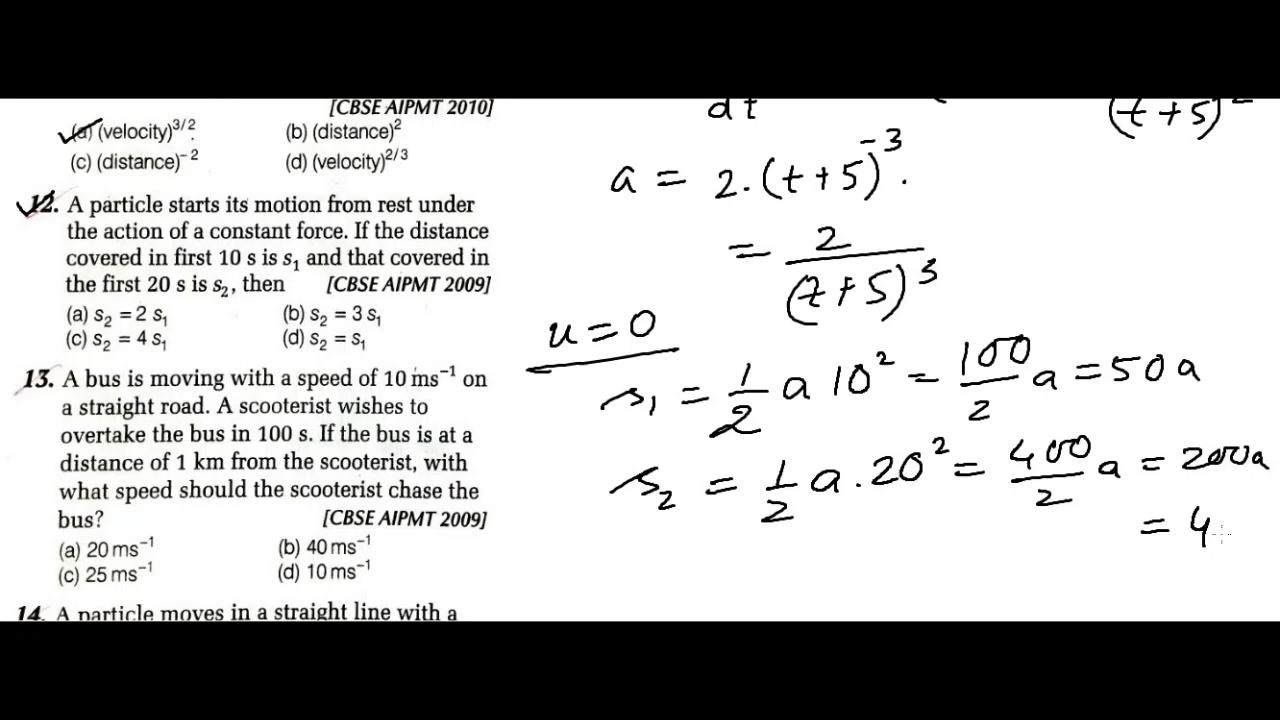 [CBSE AIPMT 2010]
(a) (velocity)^3/2. (b) (distance)^2
(c) (distance)^-2 (d) (velocity)^2/3
12. A particle starts its motion from rest under
the action of a constant force. If the distance
covered in first 10 s is s₁ and that covered in
the first 20 s is s₂, then [CBSE AIPMT 2009]
(a) s₂ = 2 s₁ (b) s₂ = 3 s₁
(c) s₂ = 4 s₁ (d) s₂ = s₁
13. A bus is moving with a speed of 10 ms⁻¹ on
a straight road. A scooterist wishes to
overtake the bus in 100 s. If the bus is at a
distance of 1 km from the scooterist, with
what speed should the scooterist chase the
bus? [CBSE AIPMT 2009]
(a) 20 ms⁻¹ (b) 40 ms⁻¹
(c) 25 ms⁻¹ (d) 10 ms⁻¹
14. A particle moves in a straight line with a
dt (t+5)²
a = 2.(t+5)⁻³.
= 2/(t+5)³
u = 0
s₁ = 1/2 a 10² = 100/2 a = 50a
s₂ = 1/2 a.20² = 400/2 a = 200a
= 4